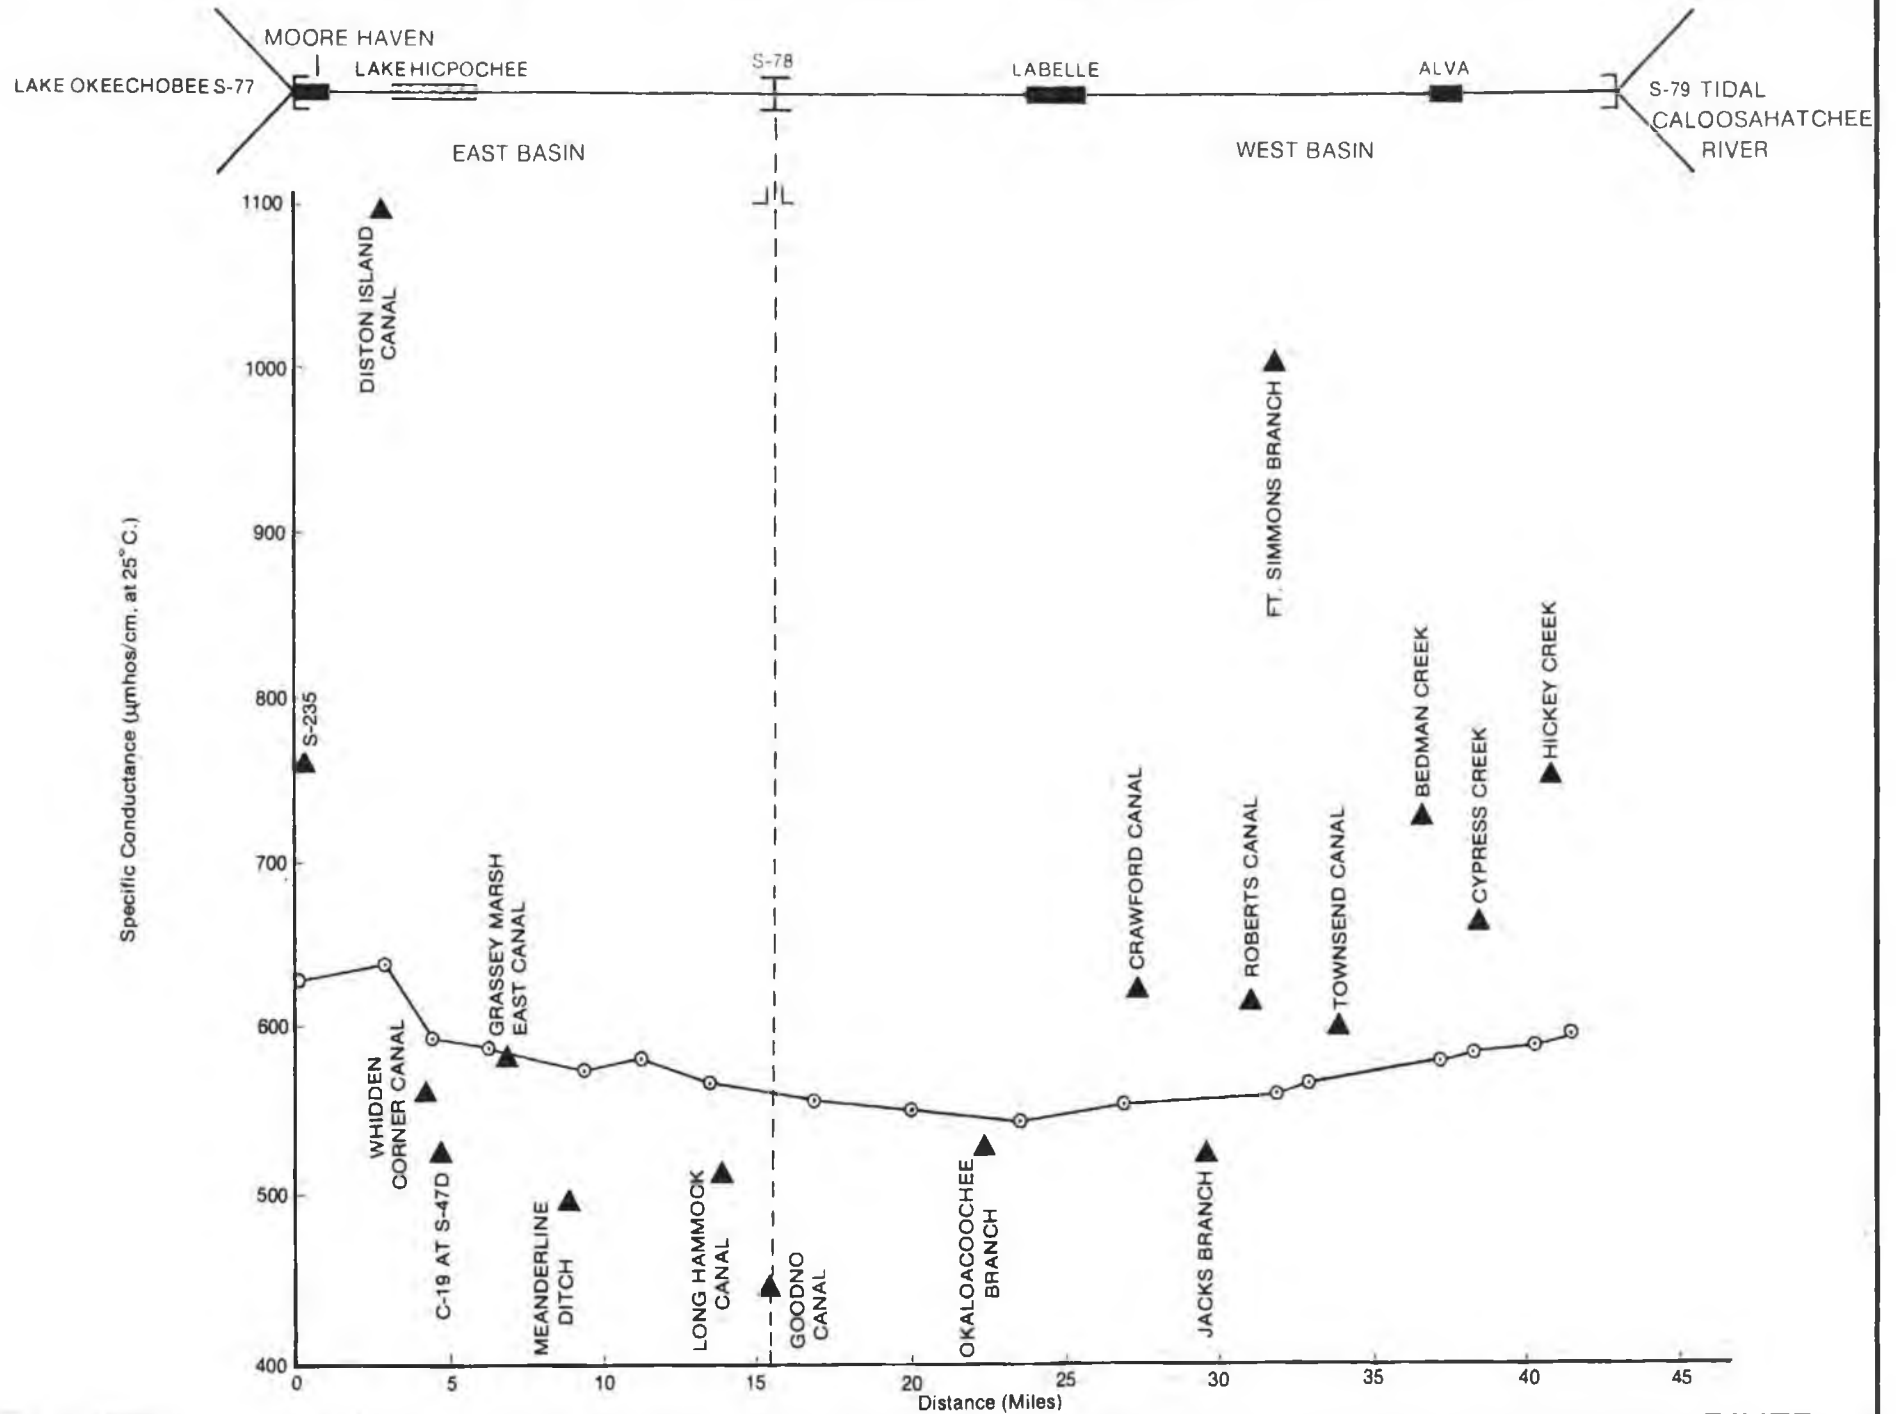 MOORE HAVEN
LAKE OKEECHOBEE S-77
LAKE HICPOCHEE
S-78
LABELLE
ALVA
S-79 TIDAL
CALOOSAHATCHEE
RIVER
EAST BASIN
WEST BASIN
1100
1000
900
800
700
600
500
400
Specific Conductance (µmhos/cm. at 25° C.)
S-235
DISTON ISLAND
CANAL
WHIDDEN
CORNER CANAL
C-19 AT S-47D
GRASSEY MARSH
EAST CANAL
MEANDERLINE
DITCH
LONG HAMMOCK
CANAL
GOODNO
CANAL
OKALOACOOCHEE
BRANCH
CRAWFORD CANAL
JACKS BRANCH
ROBERTS CANAL
FT. SIMMONS BRANCH
TOWNSEND CANAL
BEDMAN CREEK
CYPRESS CREEK
HICKEY CREEK
0 5 10 15 20 25 30 35 40 45
Distance (Miles)